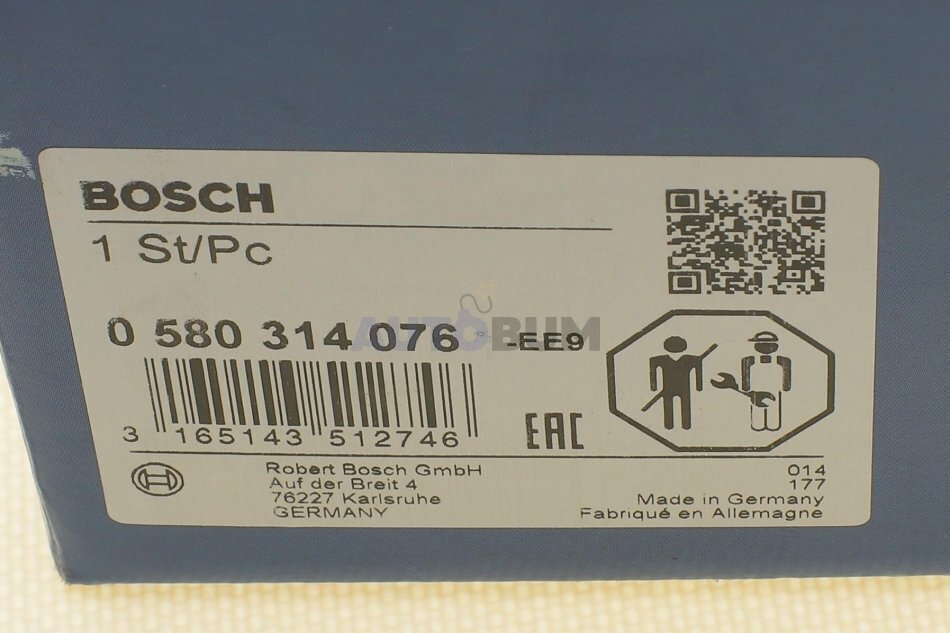 BOSCH
1 St/Pc
0 580 314 076 -EE9
AUTOBUM
3 165143 512746
EAC
Robert Bosch GmbH
Auf der Breit 4
76227 Karlsruhe
GERMANY
014
177
Made in Germany
Fabriqué en Allemagne